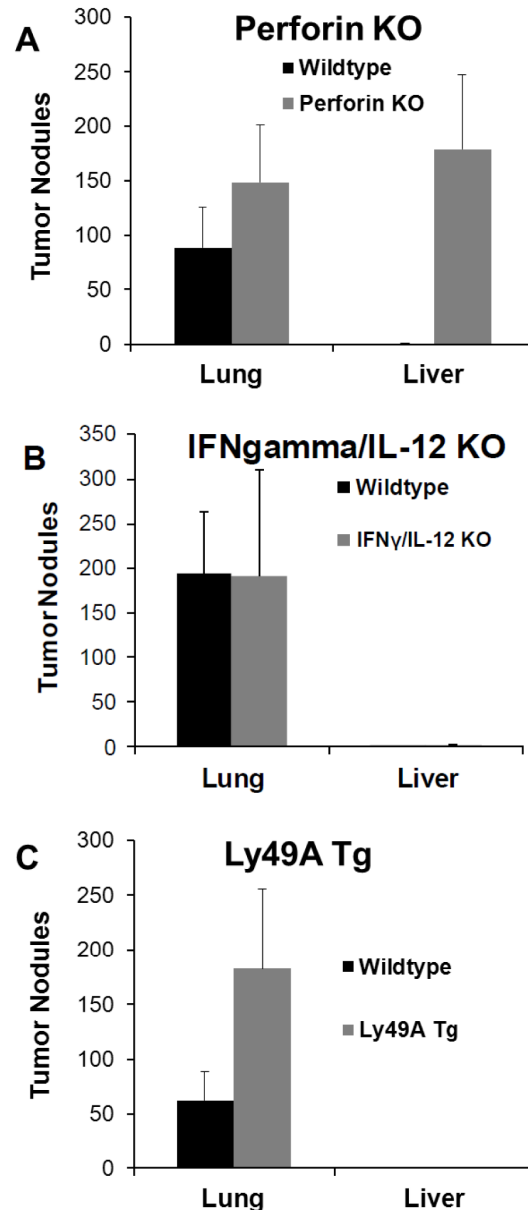 A
Perforin KO
Wildtype
Perforin KO
Tumor Nodules
300
250
200
150
100
50
0
Lung
Liver
B
IFNgamma/IL-12 KO
Wildtype
IFNγ/IL-12 KO
Tumor Nodules
350
300
250
200
150
100
50
0
Lung
Liver
C
Ly49A Tg
Wildtype
Ly49A Tg
Tumor Nodules
300
250
200
150
100
50
0
Lung
Liver